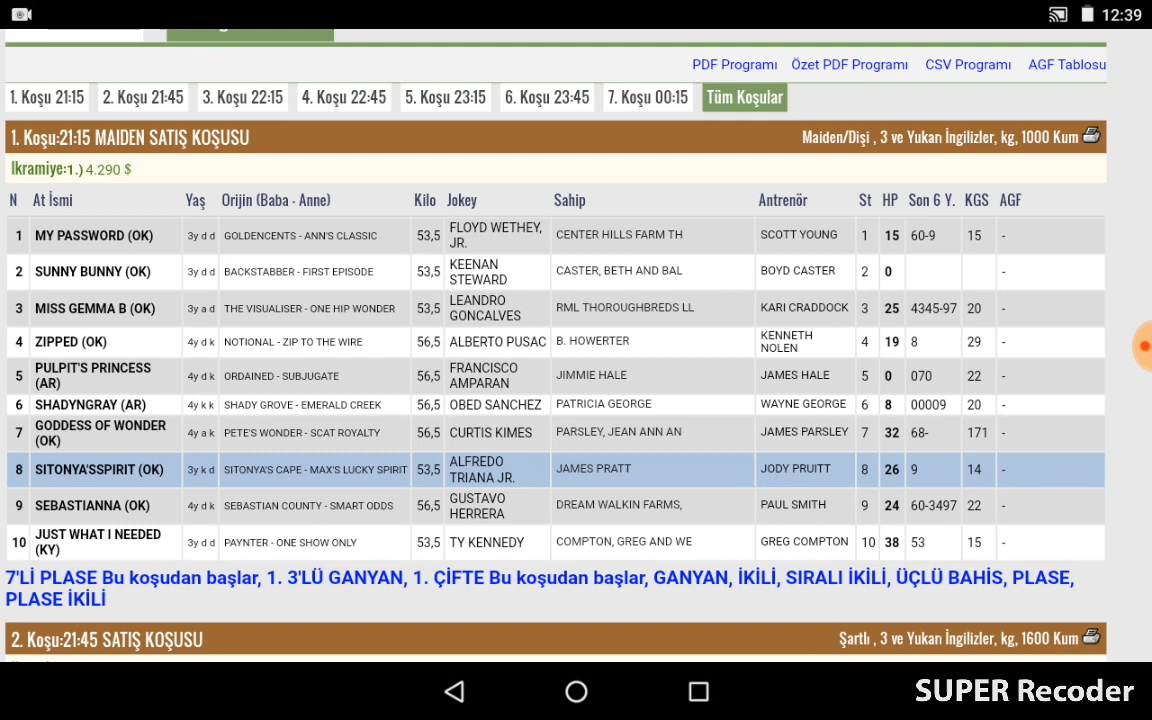 12:39
PDF Programı Özet PDF Programı CSV Programı AGF Tablosu
1. Koşu 21:15 2. Koşu 21:45 3. Koşu 22:15 4. Koşu 22:45 5. Koşu 23:15 6. Koşu 23:45 7. Koşu 00:15 Tüm Koşular
1. Koşu:21:15 MAIDEN SATIŞ KOŞUSU Maiden/Dişi , 3 ve Yukarı İngilizler, kg, 1000 Kum
Ikramiye:1.) 4.290 $
N At İsmi Yaş Orijin (Baba - Anne) Kilo Jokey Sahip Antrenör St HP Son 6 Y. KGS AGF
1 MY PASSWORD (OK) 3y d d GOLDENCENTS - ANN'S CLASSIC 53,5 FLOYD WETHEY, JR. CENTER HILLS FARM TH SCOTT YOUNG 1 15 60-9 15 -
2 SUNNY BUNNY (OK) 3y d d BACKSTABBER - FIRST EPISODE 53,5 KEENAN STEWARD CASTER, BETH AND BAL BOYD CASTER 2 0 -
3 MISS GEMMA B (OK) 3y a d THE VISUALISER - ONE HIP WONDER 53,5 LEANDRO GONCALVES RML THOROUGHBREDS LL KARI CRADDOCK 3 25 4345-97 20 -
4 ZIPPED (OK) 4y d k NOTIONAL - ZIP TO THE WIRE 56,5 ALBERTO PUSAC B. HOWERTER KENNETH NOLEN 4 19 8 29 -
5 PULPIT'S PRINCESS (AR) 4y d k ORDAINED - SUBJUGATE 56,5 FRANCISCO AMPARAN JIMMIE HALE JAMES HALE 5 0 070 22 -
6 SHADYNGRAY (AR) 4y k k SHADY GROVE - EMERALD CREEK 56,5 OBED SANCHEZ PATRICIA GEORGE WAYNE GEORGE 6 8 00009 20 -
7 GODDESS OF WONDER (OK) 4y a k PETE'S WONDER - SCAT ROYALTY 56,5 CURTIS KIMES PARSLEY, JEAN ANN AN JAMES PARSLEY 7 32 68- 171 -
8 SITONYA'SSPIRIT (OK) 3y k d SITONYA'S CAPE - MAX'S LUCKY SPIRIT 53,5 ALFREDO TRIANA JR. JAMES PRATT JODY PRUITT 8 26 9 14 -
9 SEBASTIANNA (OK) 4y d k SEBASTIAN COUNTY - SMART ODDS 56,5 GUSTAVO HERRERA DREAM WALKIN FARMS, PAUL SMITH 9 24 60-3497 22 -
10 JUST WHAT I NEEDED (KY) 3y d d PAYNTER - ONE SHOW ONLY 53,5 TY KENNEDY COMPTON, GREG AND WE GREG COMPTON 10 38 53 15 -
7'Lİ PLASE Bu koşudan başlar, 1. 3'LÜ GANYAN, 1. ÇİFTE Bu koşudan başlar, GANYAN, İKİLİ, SIRALI İKİLİ, ÜÇLÜ BAHİS, PLASE,
PLASE İKİLİ
2. Koşu:21:45 SATIŞ KOŞUSU Şartlı , 3 ve Yukarı İngilizler, kg, 1600 Kum
SUPER Recoder